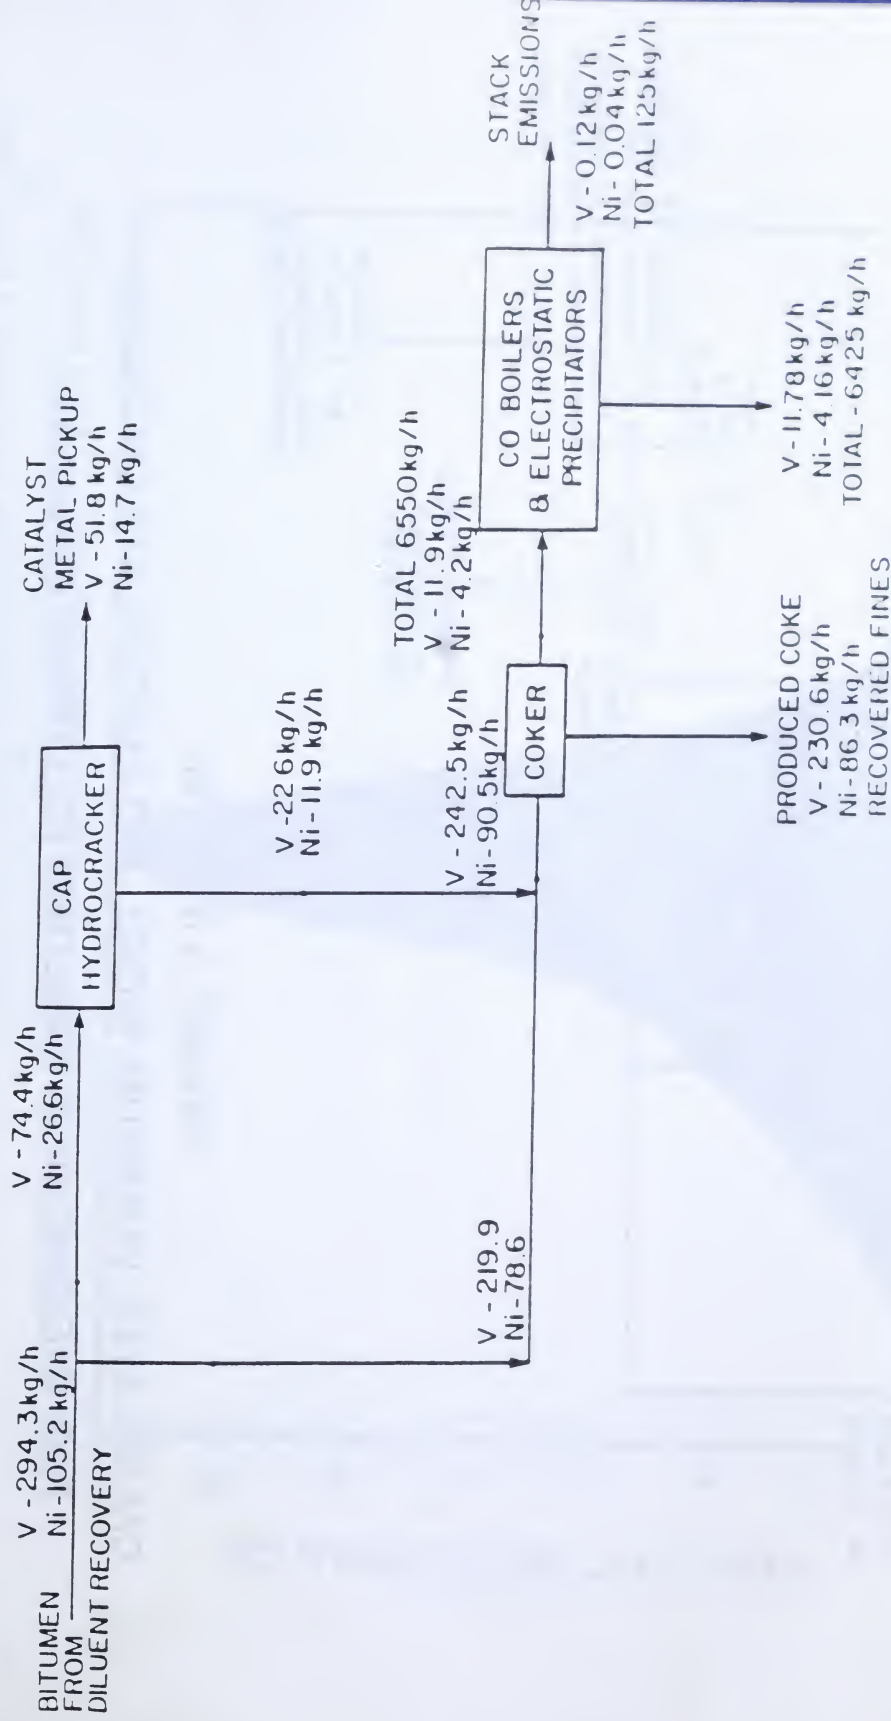 BITUMEN
FROM
DILUENT RECOVERY
V - 294.3 kg/h
Ni - 105.2 kg/h
V - 74.4 kg/h
Ni - 26.6 kg/h
CAP
HYDROCRACKER
CATALYST
METAL PICKUP
V - 51.8 kg/h
Ni - 14.7 kg/h
V - 22 6 kg/h
Ni - 11.9 kg/h
V - 219.9
Ni - 78.6
V - 242.5 kg/h
Ni - 90.5 kg/h
COKER
TOTAL 6550 kg/h
V - 11.9 kg/h
Ni - 4.2 kg/h
CO BOILERS
& ELECTROSTATIC
PRECIPITATORS
STACK
EMISSIONS
V - 0.12 kg/h
Ni - 0.04 kg/h
TOTAL 125 kg/h
PRODUCED COKE
V - 230.6 kg/h
Ni - 86.3 kg/h
RECOVERED FINES
V - 11.78 kg/h
Ni - 4.16 kg/h
TOTAL - 6425 kg/h